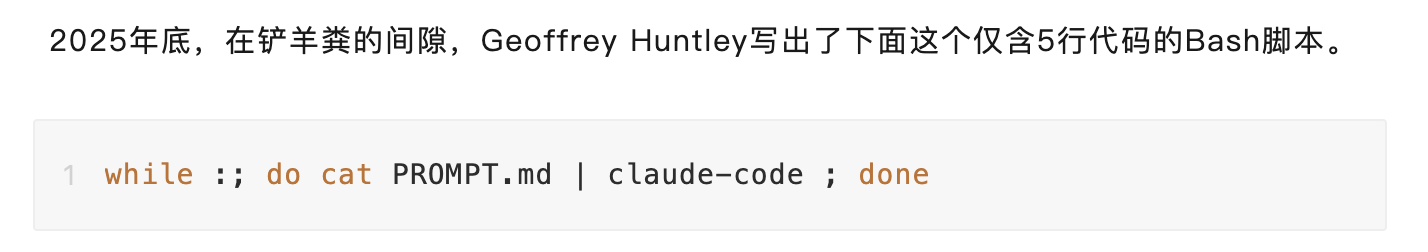 2025年底，在铲羊粪的间隙，Geoffrey Huntley写出了下面这个仅含5行代码的Bash脚本。
1 while :; do cat PROMPT.md | claude-code ; done